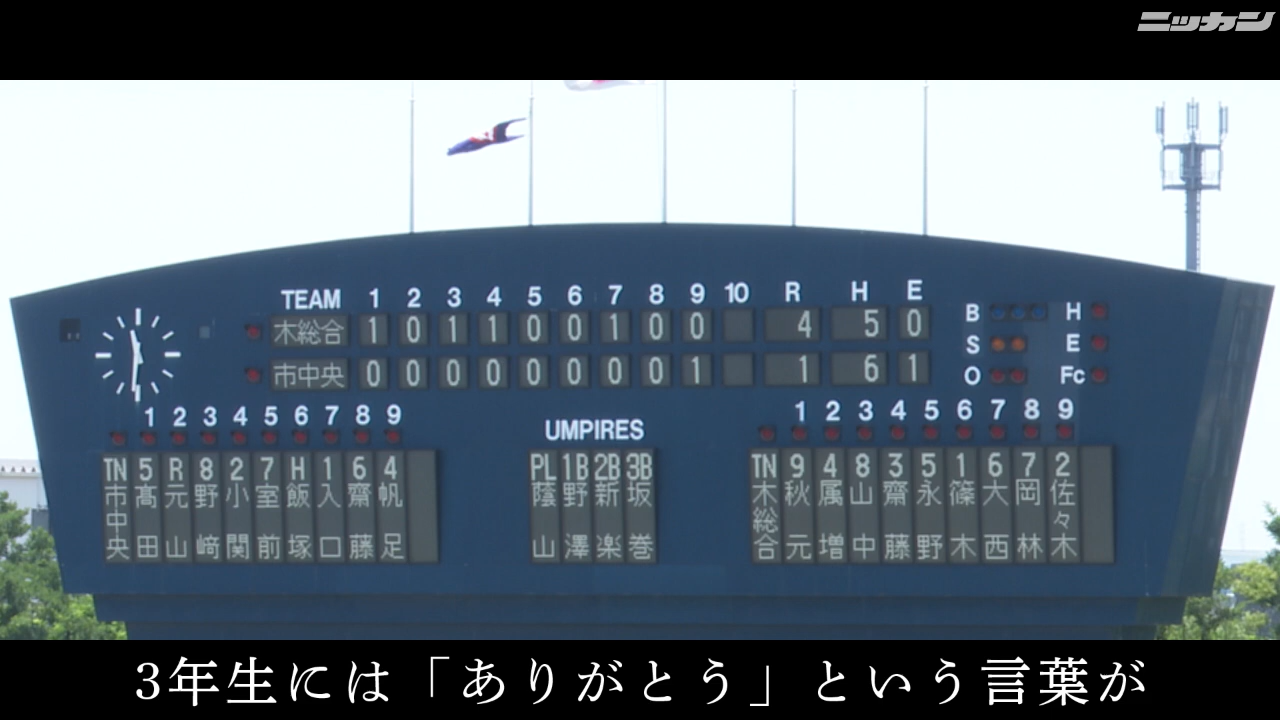 ニッカン
TEAM 1 2 3 4 5 6 7 8 9 10 R H E
木総合 1 0 1 1 0 0 1 0 0 4 5 0
市中央 0 0 0 0 0 0 0 0 1 1 6 1
B H
S E
O Fc
1 2 3 4 5 6 7 8 9
TN 5 R 8 2 7 H 1 6 4
市中央 髙田 元山 野﨑 小関 室前 飯塚 入口 齋藤 帆足
UMPIRES
PL 1B 2B 3B
蔭山 野澤 新楽 坂巻
1 2 3 4 5 6 7 8 9
TN 9 4 8 3 5 1 6 7 2
木総合 秋元 属増 山中 齋藤 永野 篠木 大西 岡林 佐々木
3年生には「ありがとう」という言葉が